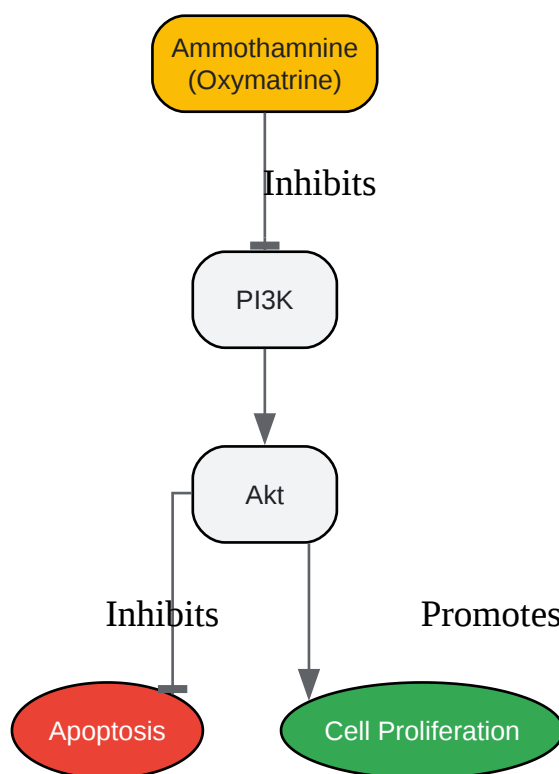 Ammothamnine
(Oxymatrine)
Inhibits
PI3K
Akt
Inhibits
Promotes
Apoptosis
Cell Proliferation